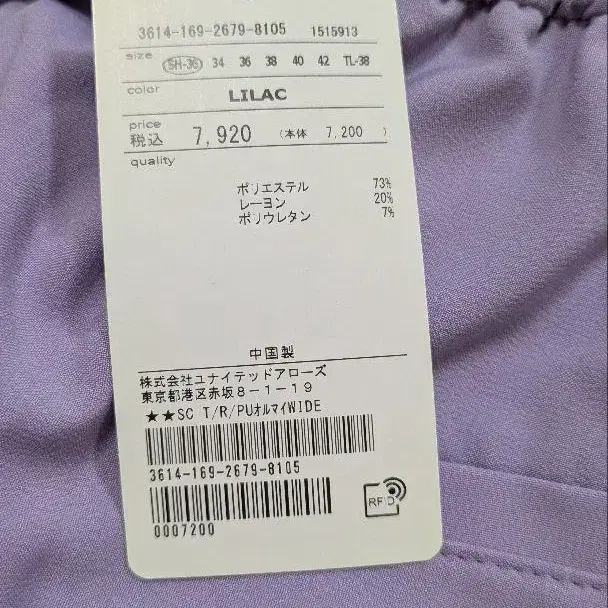 3614-169-2679-8105 1515913
size SH-36 34 36 38 40 42 TL-38
color
LILAC
price
税込 7,920 (本体 7,200 )
quality
ポリエステル 73%
レーヨン 20%
ポリウレタン 7%
中国製
株式会社ユナイテッドアローズ
東京都港区赤坂8-1-19
★★SC T/R/PUオルマイWIDE
3614-169-2679-8105
RFID
0007200